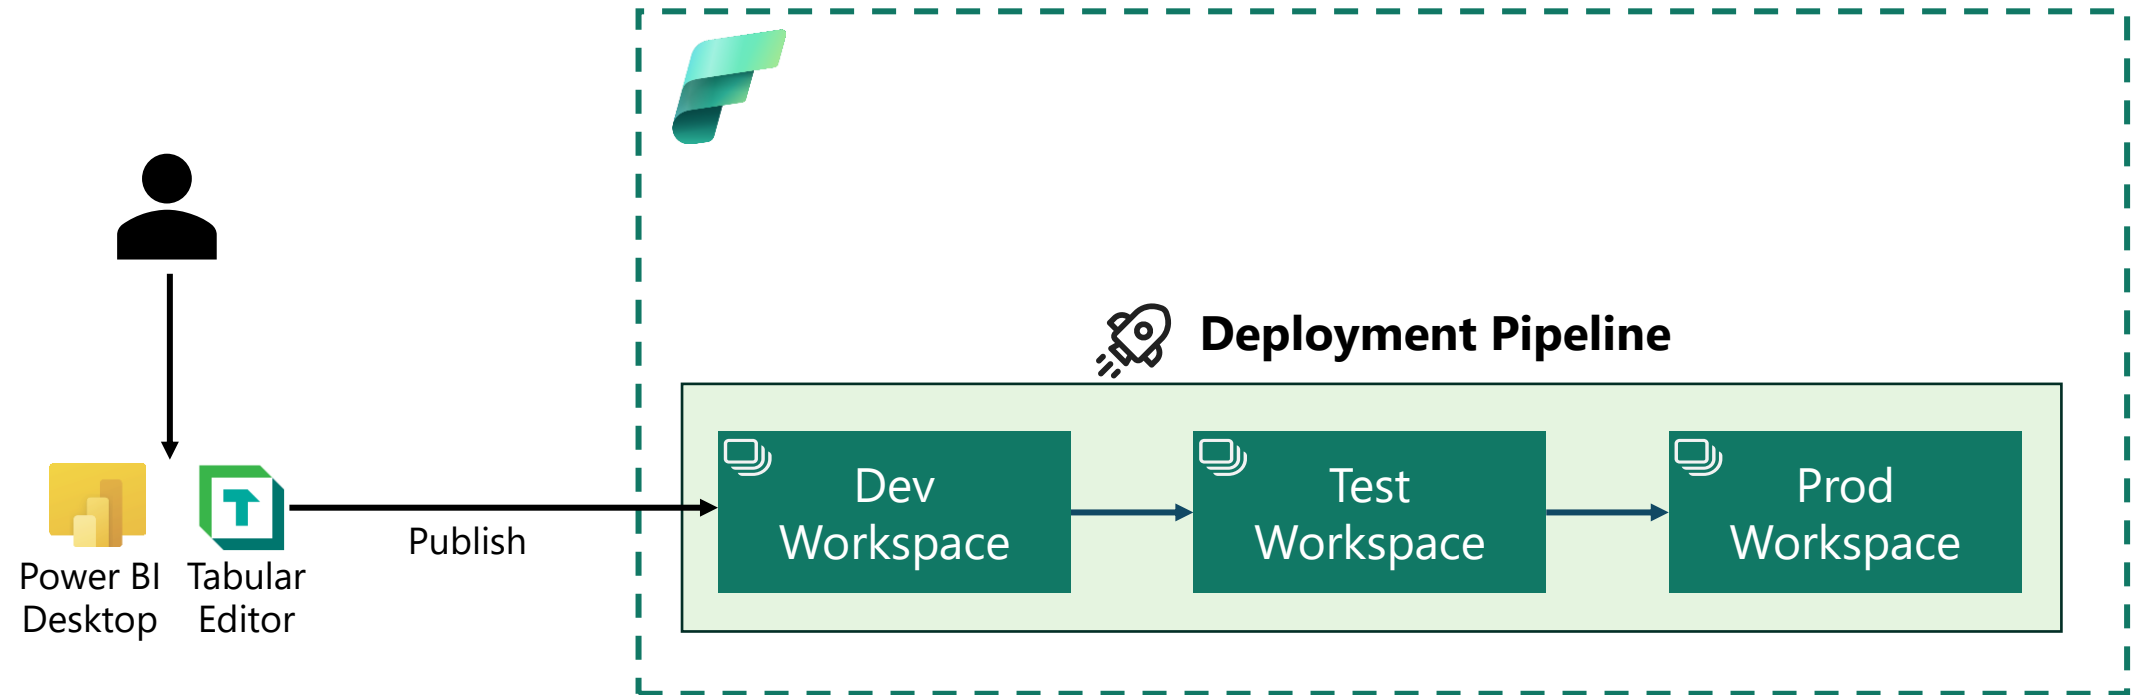 Deployment Pipeline
Dev
Workspace
Test
Workspace
Prod
Workspace
Publish
Power BI
Desktop
Tabular
Editor